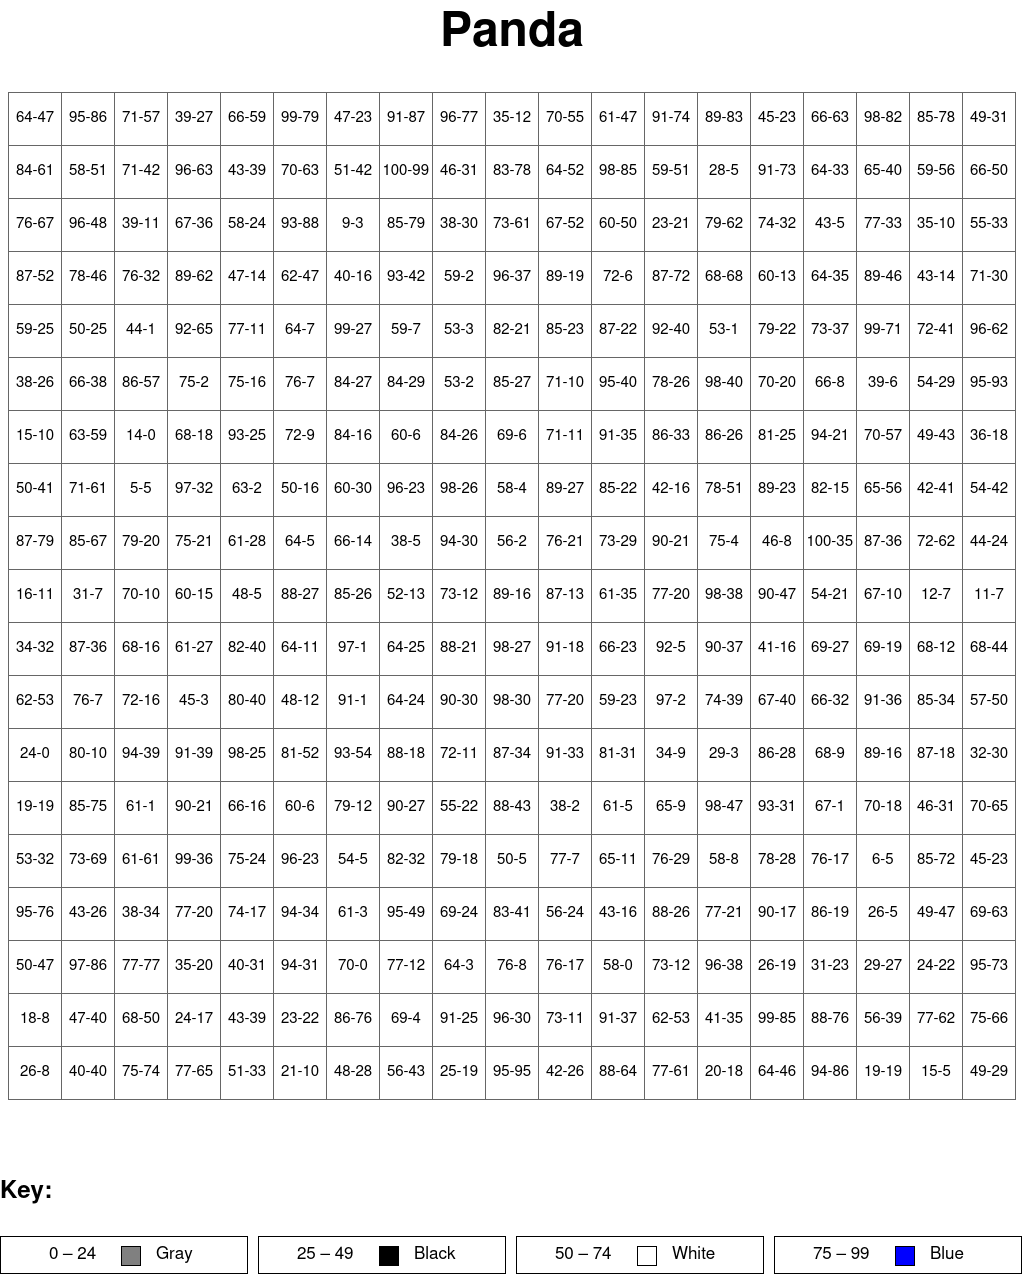 Panda
64-47 95-86 71-57 39-27 66-59 99-79 47-23 91-87 96-77 35-12 70-55 61-47 91-74 89-83 45-23 66-63 98-82 85-78 49-31
84-61 58-51 71-42 96-63 43-39 70-63 51-42 100-99 46-31 83-78 64-52 98-85 59-51 28-5 91-73 64-33 65-40 59-56 66-50
76-67 96-48 39-11 67-36 58-24 93-88 9-3 85-79 38-30 73-61 67-52 60-50 23-21 79-62 74-32 43-5 77-33 35-10 55-33
87-52 78-46 76-32 89-62 47-14 62-47 40-16 93-42 59-2 96-37 89-19 72-6 87-72 68-68 60-13 64-35 89-46 43-14 71-30
59-25 50-25 44-1 92-65 77-11 64-7 99-27 59-7 53-3 82-21 85-23 87-22 92-40 53-1 79-22 73-37 99-71 72-41 96-62
38-26 66-38 86-57 75-2 75-16 76-7 84-27 84-29 53-2 85-27 71-10 95-40 78-26 98-40 70-20 66-8 39-6 54-29 95-93
15-10 63-59 14-0 68-18 93-25 72-9 84-16 60-6 84-26 69-6 71-11 91-35 86-33 86-26 81-25 94-21 70-57 49-43 36-18
50-41 71-61 5-5 97-32 63-2 50-16 60-30 96-23 98-26 58-4 89-27 85-22 42-16 78-51 89-23 82-15 65-56 42-41 54-42
87-79 85-67 79-20 75-21 61-28 64-5 66-14 38-5 94-30 56-2 76-21 73-29 90-21 75-4 46-8 100-35 87-36 72-62 44-24
16-11 31-7 70-10 60-15 48-5 88-27 85-26 52-13 73-12 89-16 87-13 61-35 77-20 98-38 90-47 54-21 67-10 12-7 11-7
34-32 87-36 68-16 61-27 82-40 64-11 97-1 64-25 88-21 98-27 91-18 66-23 92-5 90-37 41-16 69-27 69-19 68-12 68-44
62-53 76-7 72-16 45-3 80-40 48-12 91-1 64-24 90-30 98-30 77-20 59-23 97-2 74-39 67-40 66-32 91-36 85-34 57-50
24-0 80-10 94-39 91-39 98-25 81-52 93-54 88-18 72-11 87-34 91-33 81-31 34-9 29-3 86-28 68-9 89-16 87-18 32-30
19-19 85-75 61-1 90-21 66-16 60-6 79-12 90-27 55-22 88-43 38-2 61-5 65-9 98-47 93-31 67-1 70-18 46-31 70-65
53-32 73-69 61-61 99-36 75-24 96-23 54-5 82-32 79-18 50-5 77-7 65-11 76-29 58-8 78-28 76-17 6-5 85-72 45-23
95-76 43-26 38-34 77-20 74-17 94-34 61-3 95-49 69-24 83-41 56-24 43-16 88-26 77-21 90-17 86-19 26-5 49-47 69-63
50-47 97-86 77-77 35-20 40-31 94-31 70-0 77-12 64-3 76-8 76-17 58-0 73-12 96-38 26-19 31-23 29-27 24-22 95-73
18-8 47-40 68-50 24-17 43-39 23-22 86-76 69-4 91-25 96-30 73-11 91-37 62-53 41-35 99-85 88-76 56-39 77-62 75-66
26-8 40-40 75-74 77-65 51-33 21-10 48-28 56-43 25-19 95-95 42-26 88-64 77-61 20-18 64-46 94-86 19-19 15-5 49-29
Key:
0 – 24 Gray 25 – 49 Black 50 – 74 White 75 – 99 Blue